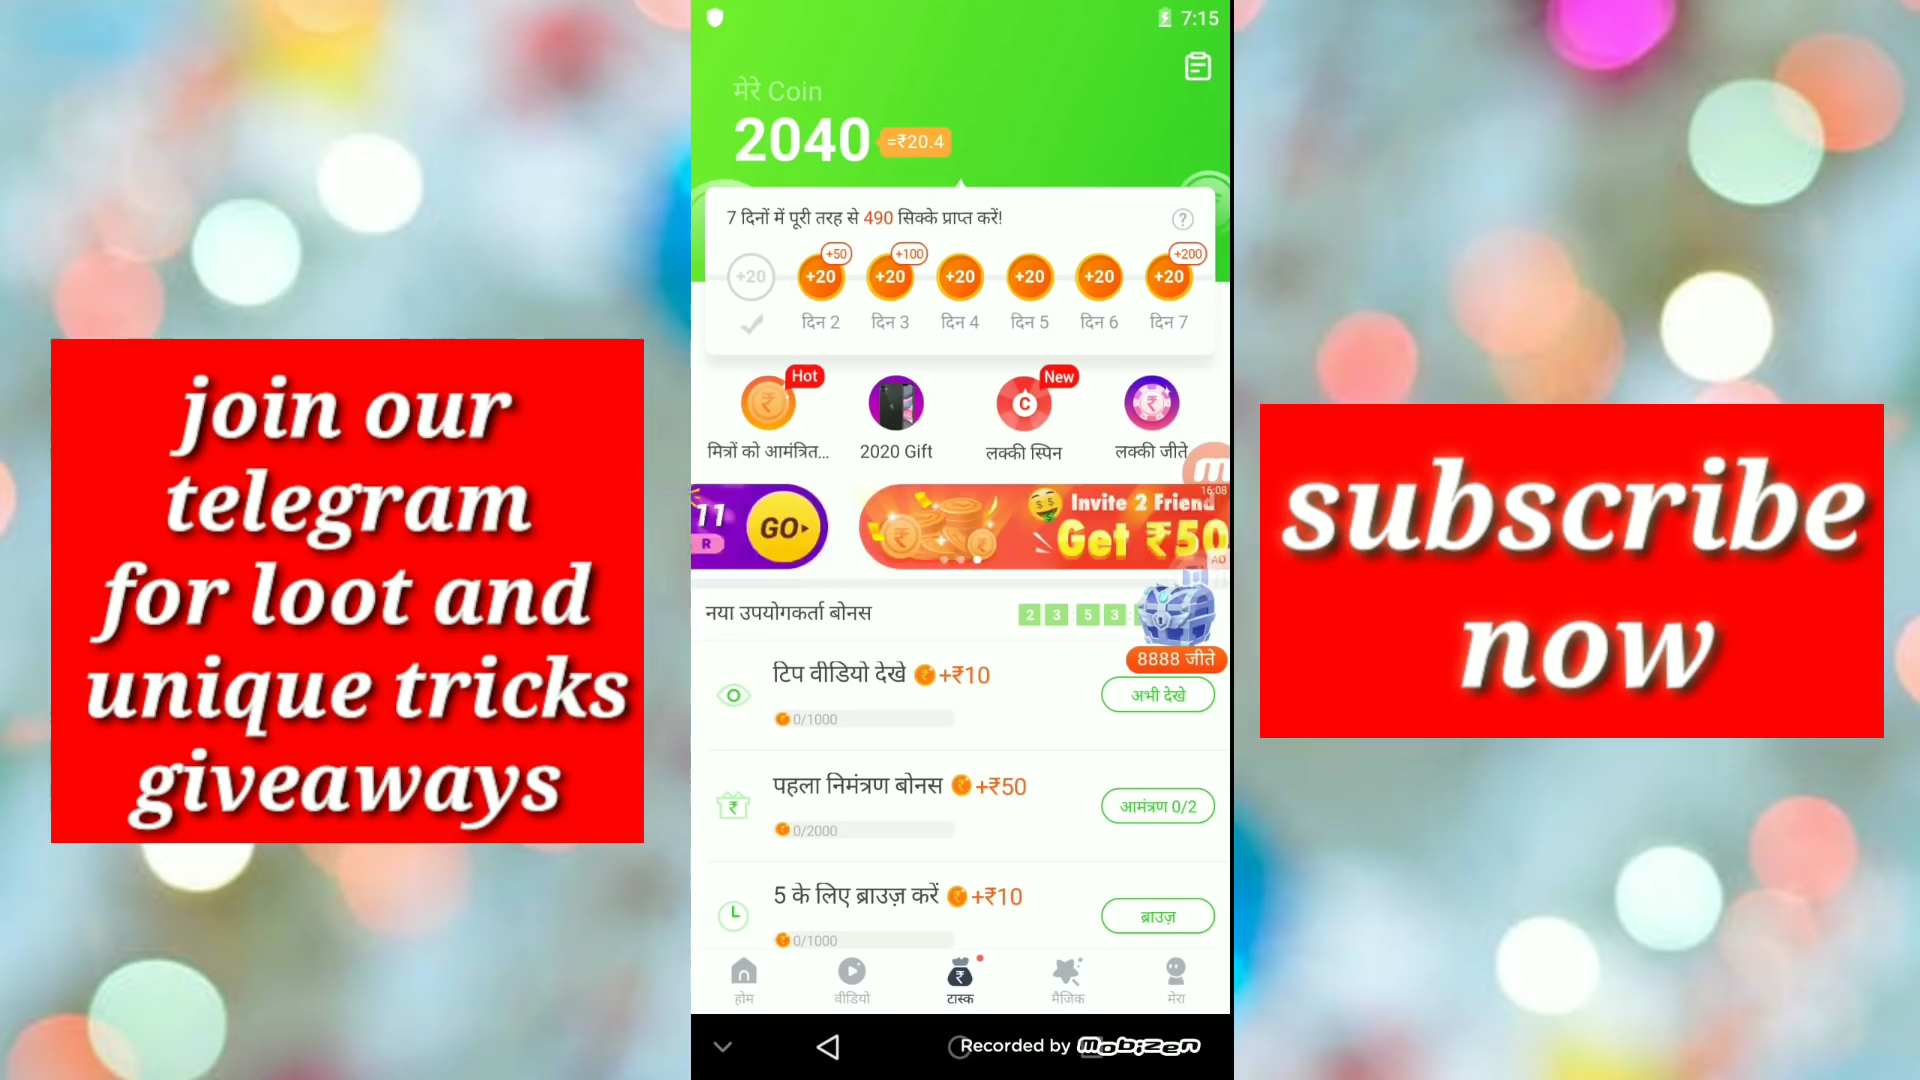 join our
telegram
for loot and
unique tricks
giveaways
7:15
मेरे Coin
2040 =₹20.4
7 दिनों में पूरी तरह से 490 सिक्के प्राप्त करें!
?
+50 +100 +200
+20 +20 +20 +20 +20 +20 +20
दिन 2 दिन 3 दिन 4 दिन 5 दिन 6 दिन 7
Hot New
मित्रों को आमंत्रित... 2020 Gift लक्की स्पिन लक्की जीते
16:08
11 GO Invite 2 Friend
R Get ₹50
AD
नया उपयोगकर्ता बोनस 2 3 : 5 3 :
8888 जीते
टिप वीडियो देखे +₹10
0/1000 अभी देखे
पहला निमंत्रण बोनस +₹50
0/2000 आमंत्रण 0/2
5 के लिए ब्राउज़ करें +₹10
0/1000 ब्राउज़
होम वीडियो टास्क मैजिक मेरा
Recorded by mobizen
subscribe
now